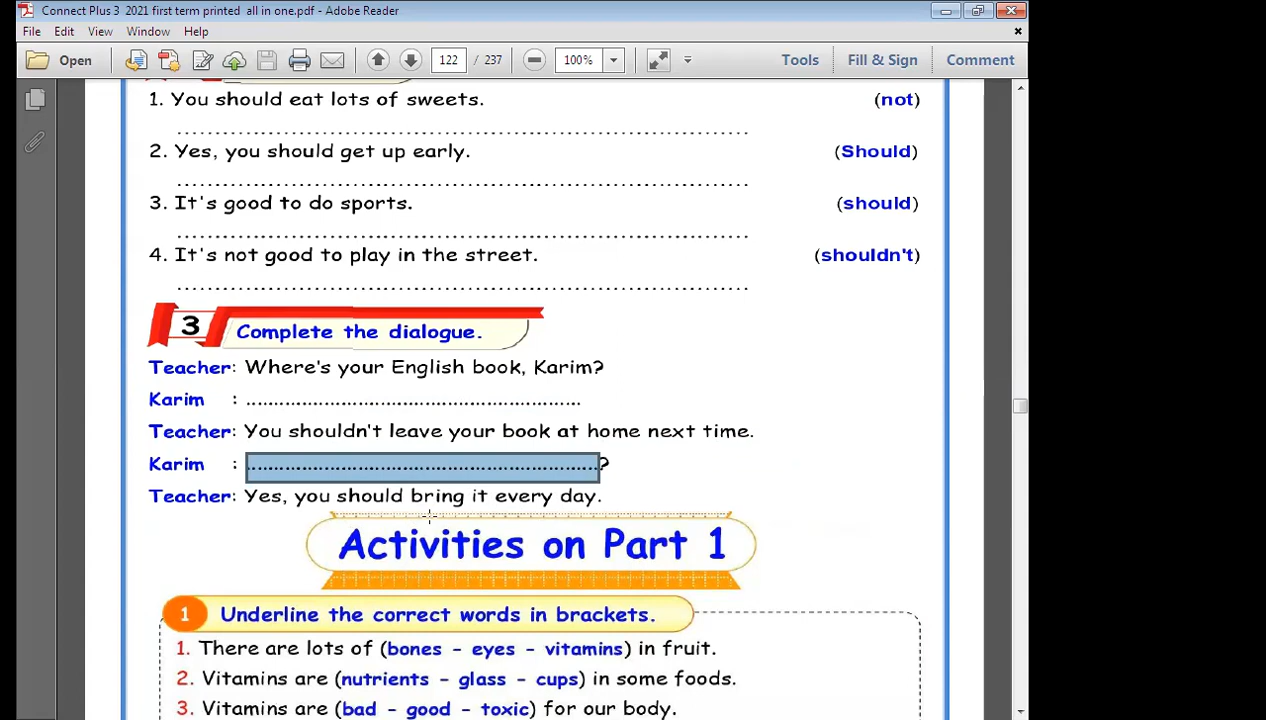 Connect Plus 3 2021 first term printed all in one.pdf - Adobe Reader
File Edit View Window Help
Open 122 / 237 100% Tools Fill & Sign Comment
1. You should eat lots of sweets. (not)
................................................................................
2. Yes, you should get up early. (Should)
................................................................................
3. It's good to do sports. (should)
................................................................................
4. It's not good to play in the street. (shouldn't)
................................................................................
3 Complete the dialogue.
Teacher: Where's your English book, Karim?
Karim : ............................................................
Teacher: You shouldn't leave your book at home next time.
Karim : ...............................................................?
Teacher: Yes, you should bring it every day.
Activities on Part 1
1 Underline the correct words in brackets.
1. There are lots of (bones - eyes - vitamins) in fruit.
2. Vitamins are (nutrients - glass - cups) in some foods.
3. Vitamins are (bad - good - toxic) for our body.